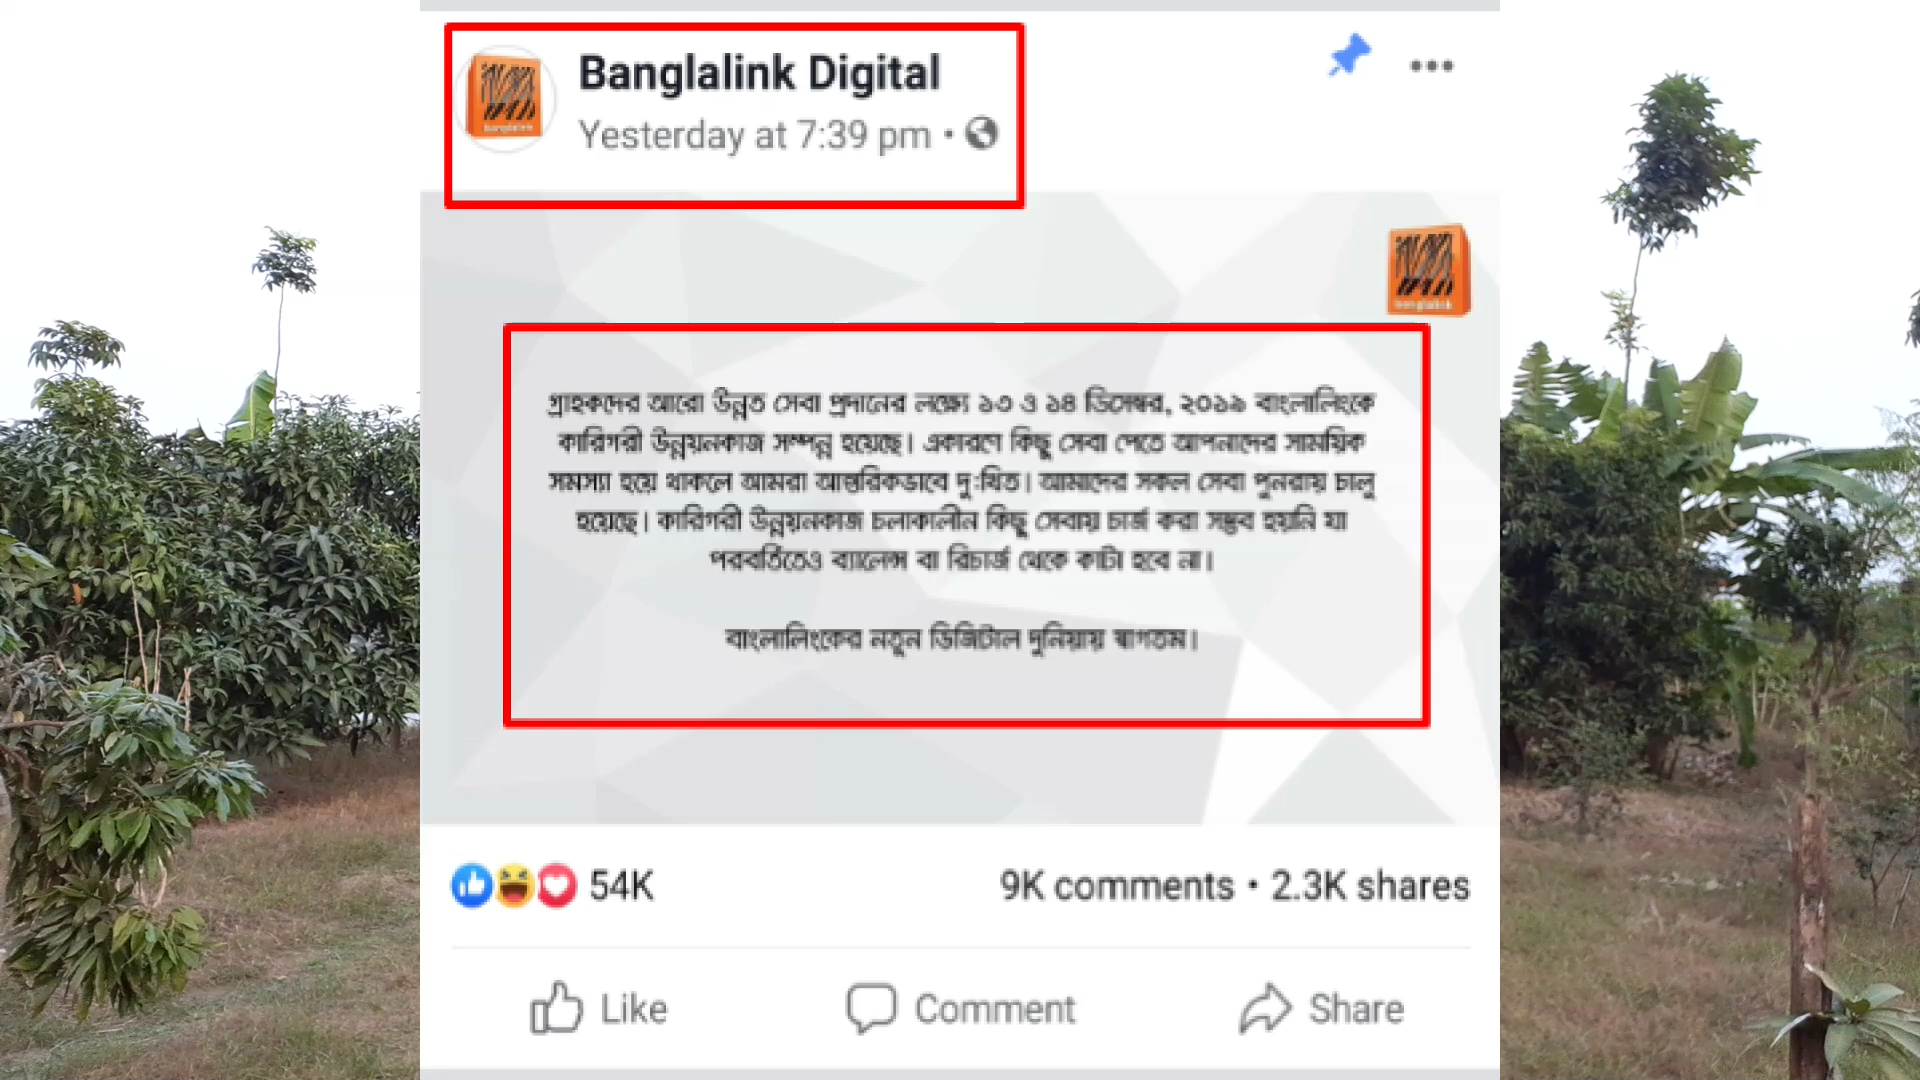 Banglalink Digital
Yesterday at 7:39 pm
banglalink
banglalink
গ্রাহকদের আরো উন্নত সেবা প্রদানের লক্ষ্যে ১৩ ও ১৪ ডিসেম্বর, ২০১৯ বাংলালিংকে
কারিগরী উন্নয়নকাজ সম্পন্ন হয়েছে। একারণে কিছু সেবা পেতে আপনাদের সাময়িক
সমস্যা হয়ে থাকলে আমরা আন্তরিকভাবে দু:খিত। আমাদের সকল সেবা পুনরায় চালু
হয়েছে। কারিগরী উন্নয়নকাজ চলাকালীন কিছু সেবায় চার্জ করা সম্ভব হয়নি যা
পরবর্তিতেও ব্যালেন্স বা রিচার্জ থেকে কাটা হবে না।
বাংলালিংকের নতুন ডিজিটাল দুনিয়ায় স্বাগতম।
54K
9K comments • 2.3K shares
Like
Comment
Share